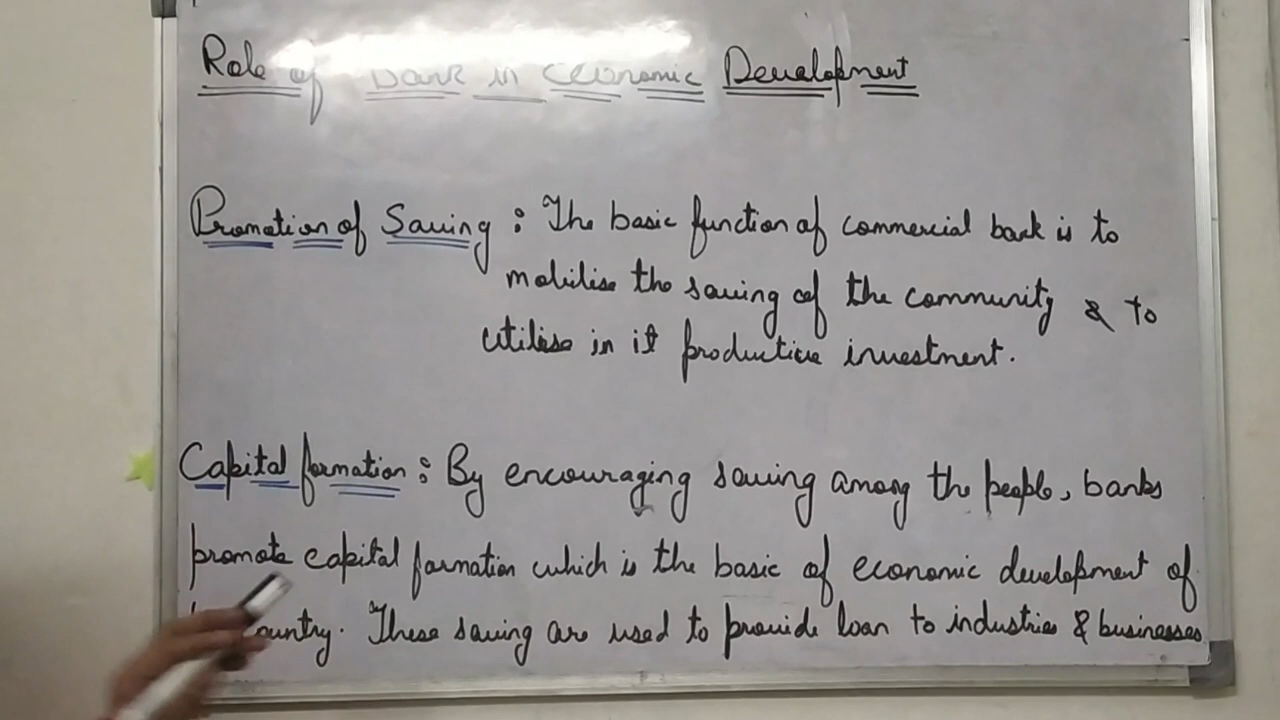 Role of Bank in economic Development
Promotion of Saving : The basic function of commercial bank is to
mobilise the saving of the community & to
utilise in it productive investment.
Capital formation : By encouraging saving among the people, banks
promote capital formation which is the basic of economic development of
country. These saving are used to provide loan to industries & businesses